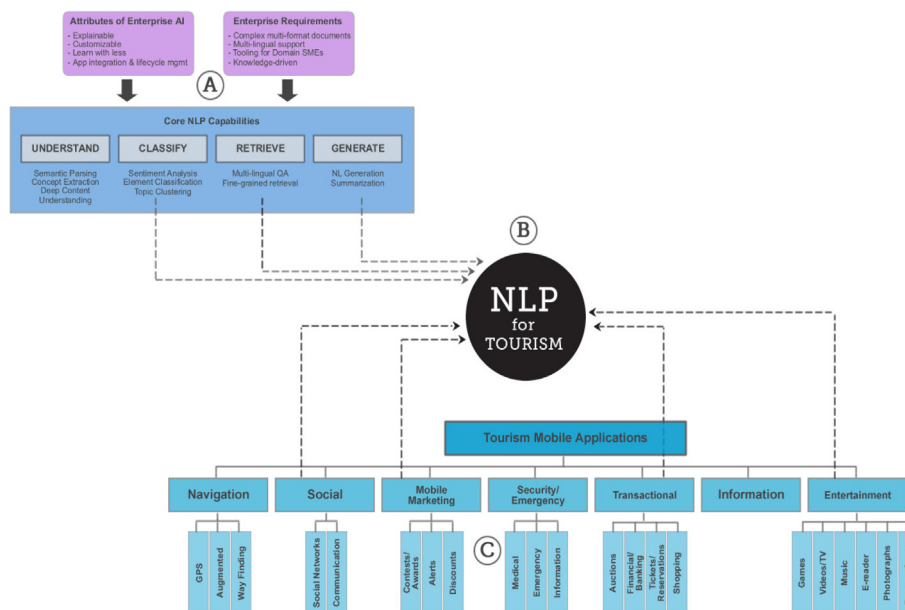 Attributes of Enterprise AI
- Explainable
- Customizable
- Learn with less
- App integration & lifecycle mgmt
Enterprise Requirements
- Complex multi-format documents
- Multi-lingual support
- Tooling for Domain SMEs
- Knowledge-driven
A
Core NLP Capabilities
UNDERSTAND
Semantic Parsing
Concept Extraction
Deep Content
Understanding
CLASSIFY
Sentiment Analysis
Element Classification
Topic Clustering
RETRIEVE
Multi-lingual QA
Fine-grained retrieval
GENERATE
NL Generation
Summarization
B
NLP
for
TOURISM
Tourism Mobile Applications
Navigation
GPS
Augmented
Way Finding
Social
Social Networks
Communication
Mobile
Marketing
Contests/
Awards
Alerts
Discounts
C
Security/
Emergency
Medical
Emergency
Information
Transactional
Auctions
Financial/
Banking
Tickets/
Reservations
Shopping
Information
Entertainment
Games
Videos/TV
Music
E-reader
Photographs